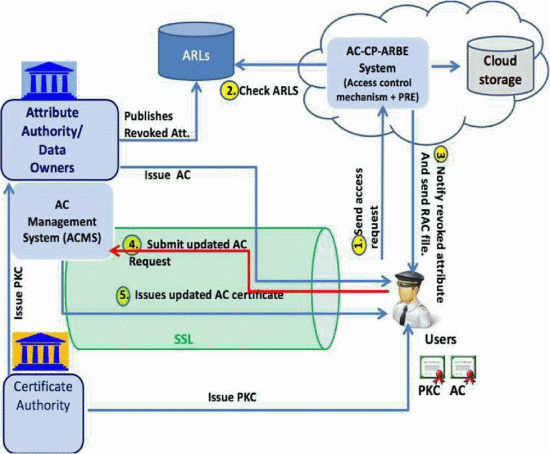 ARLs
AC-CP-ARBE
System
(Access control
mechanism + PRE)
Cloud
storage
2. Check ARLS
Attribute
Authority/
Data
Owners
Publishes
Revoked Att.
Issue AC
AC
Management
System (ACMS)
1. Send access
request
3 Notify revoked attribute
And send RAC file.
4. Submit updated AC
Request
5. Issues updated AC certificate
SSL
Issue PKC
Users
PKC AC
Certificate
Authority
Issue PKC